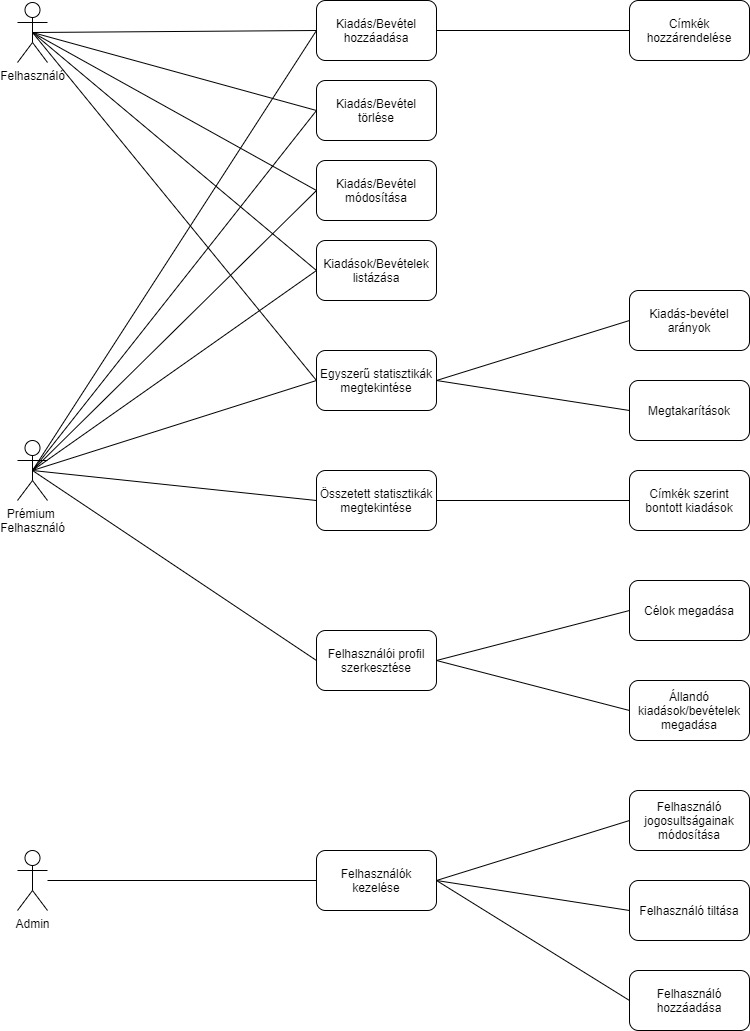 Felhasználó
Kiadás/Bevétel
hozzáadása
Címkék
hozzárendelése
Kiadás/Bevétel
törlése
Kiadás/Bevétel
módosítása
Kiadások/Bevételek
listázása
Kiadás-bevétel
arányok
Egyszerű statisztikák
megtekintése
Megtakarítások
Prémium
Felhasználó
Összetett statisztikák
megtekintése
Címkék szerint
bontott kiadások
Célok megadása
Felhasználói profil
szerkesztése
Állandó
kiadások/bevételek
megadása
Felhasználó
jogosultságainak
módosítása
Admin
Felhasználók
kezelése
Felhasználó tiltása
Felhasználó
hozzáadása